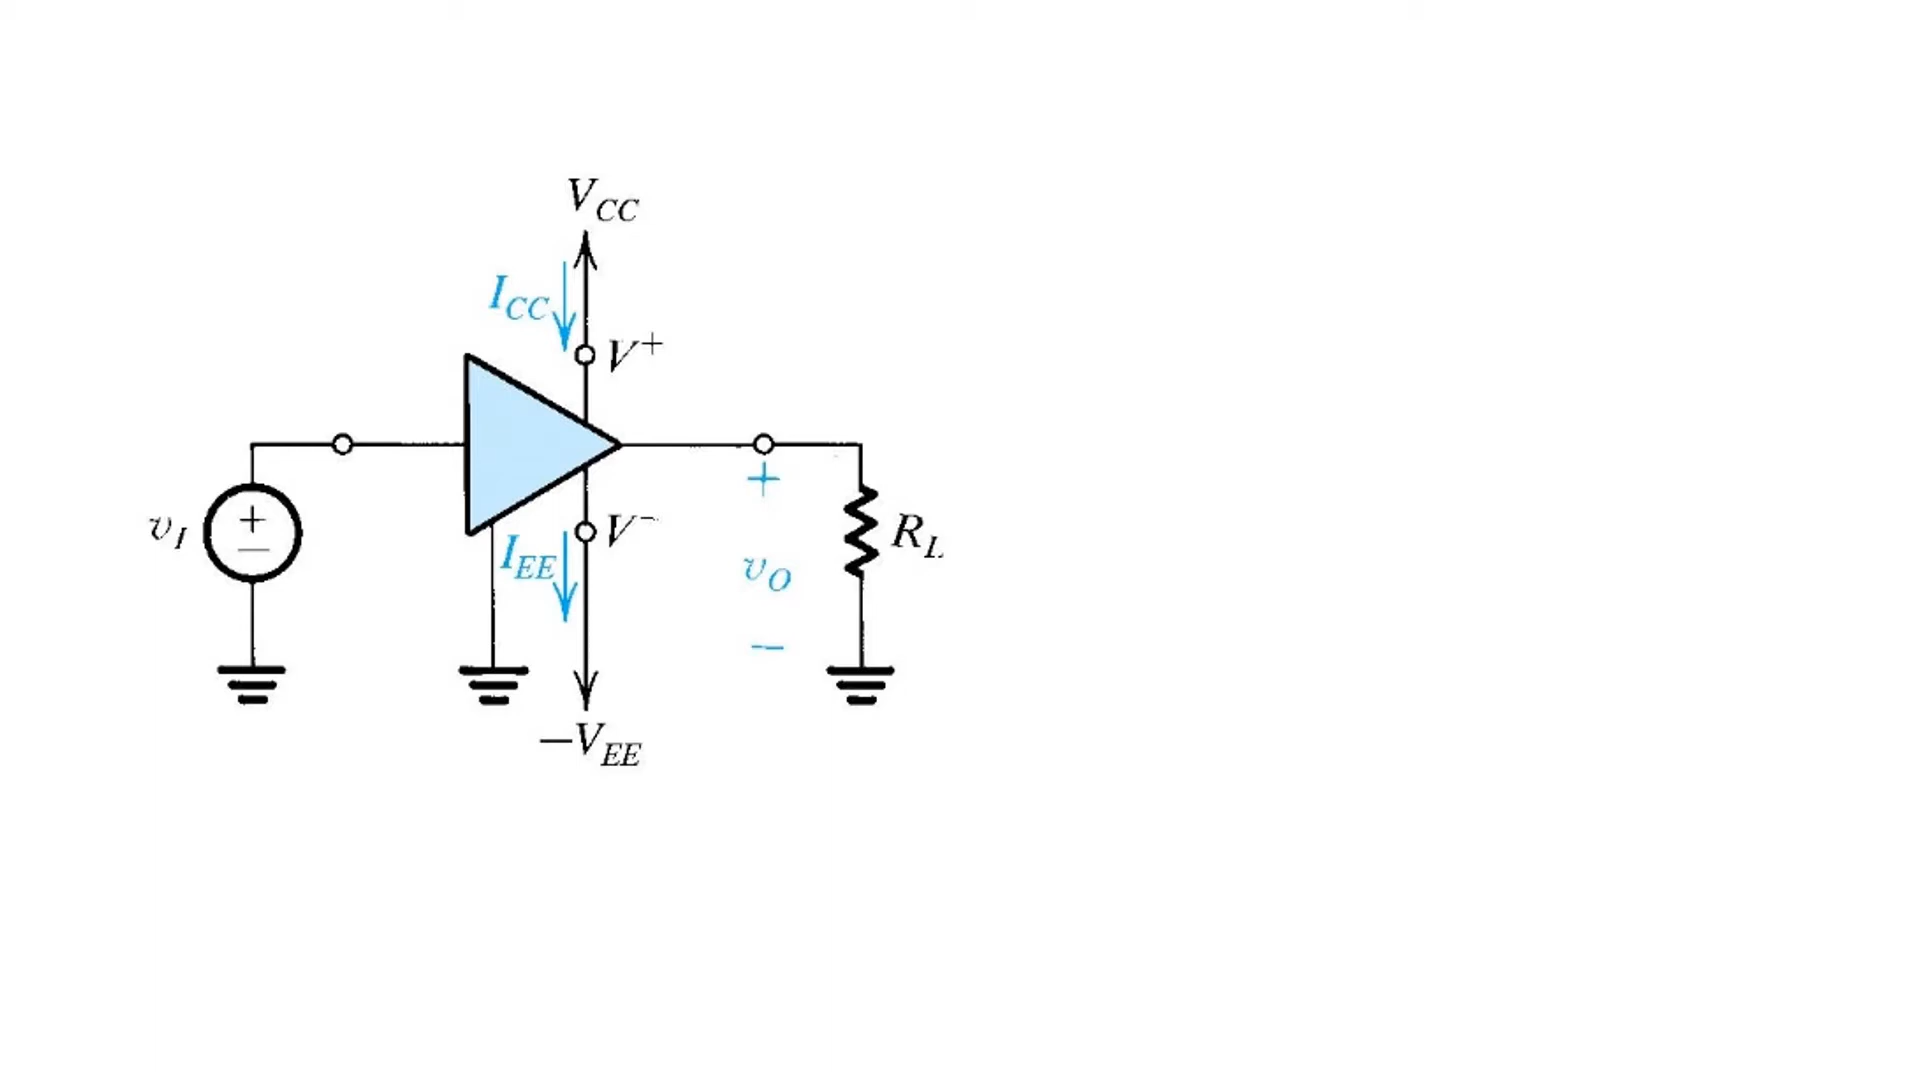 V_CC
I_CC
V^+
v_I
+
−
I_EE
V^−
+
v_O
−
R_L
−V_EE